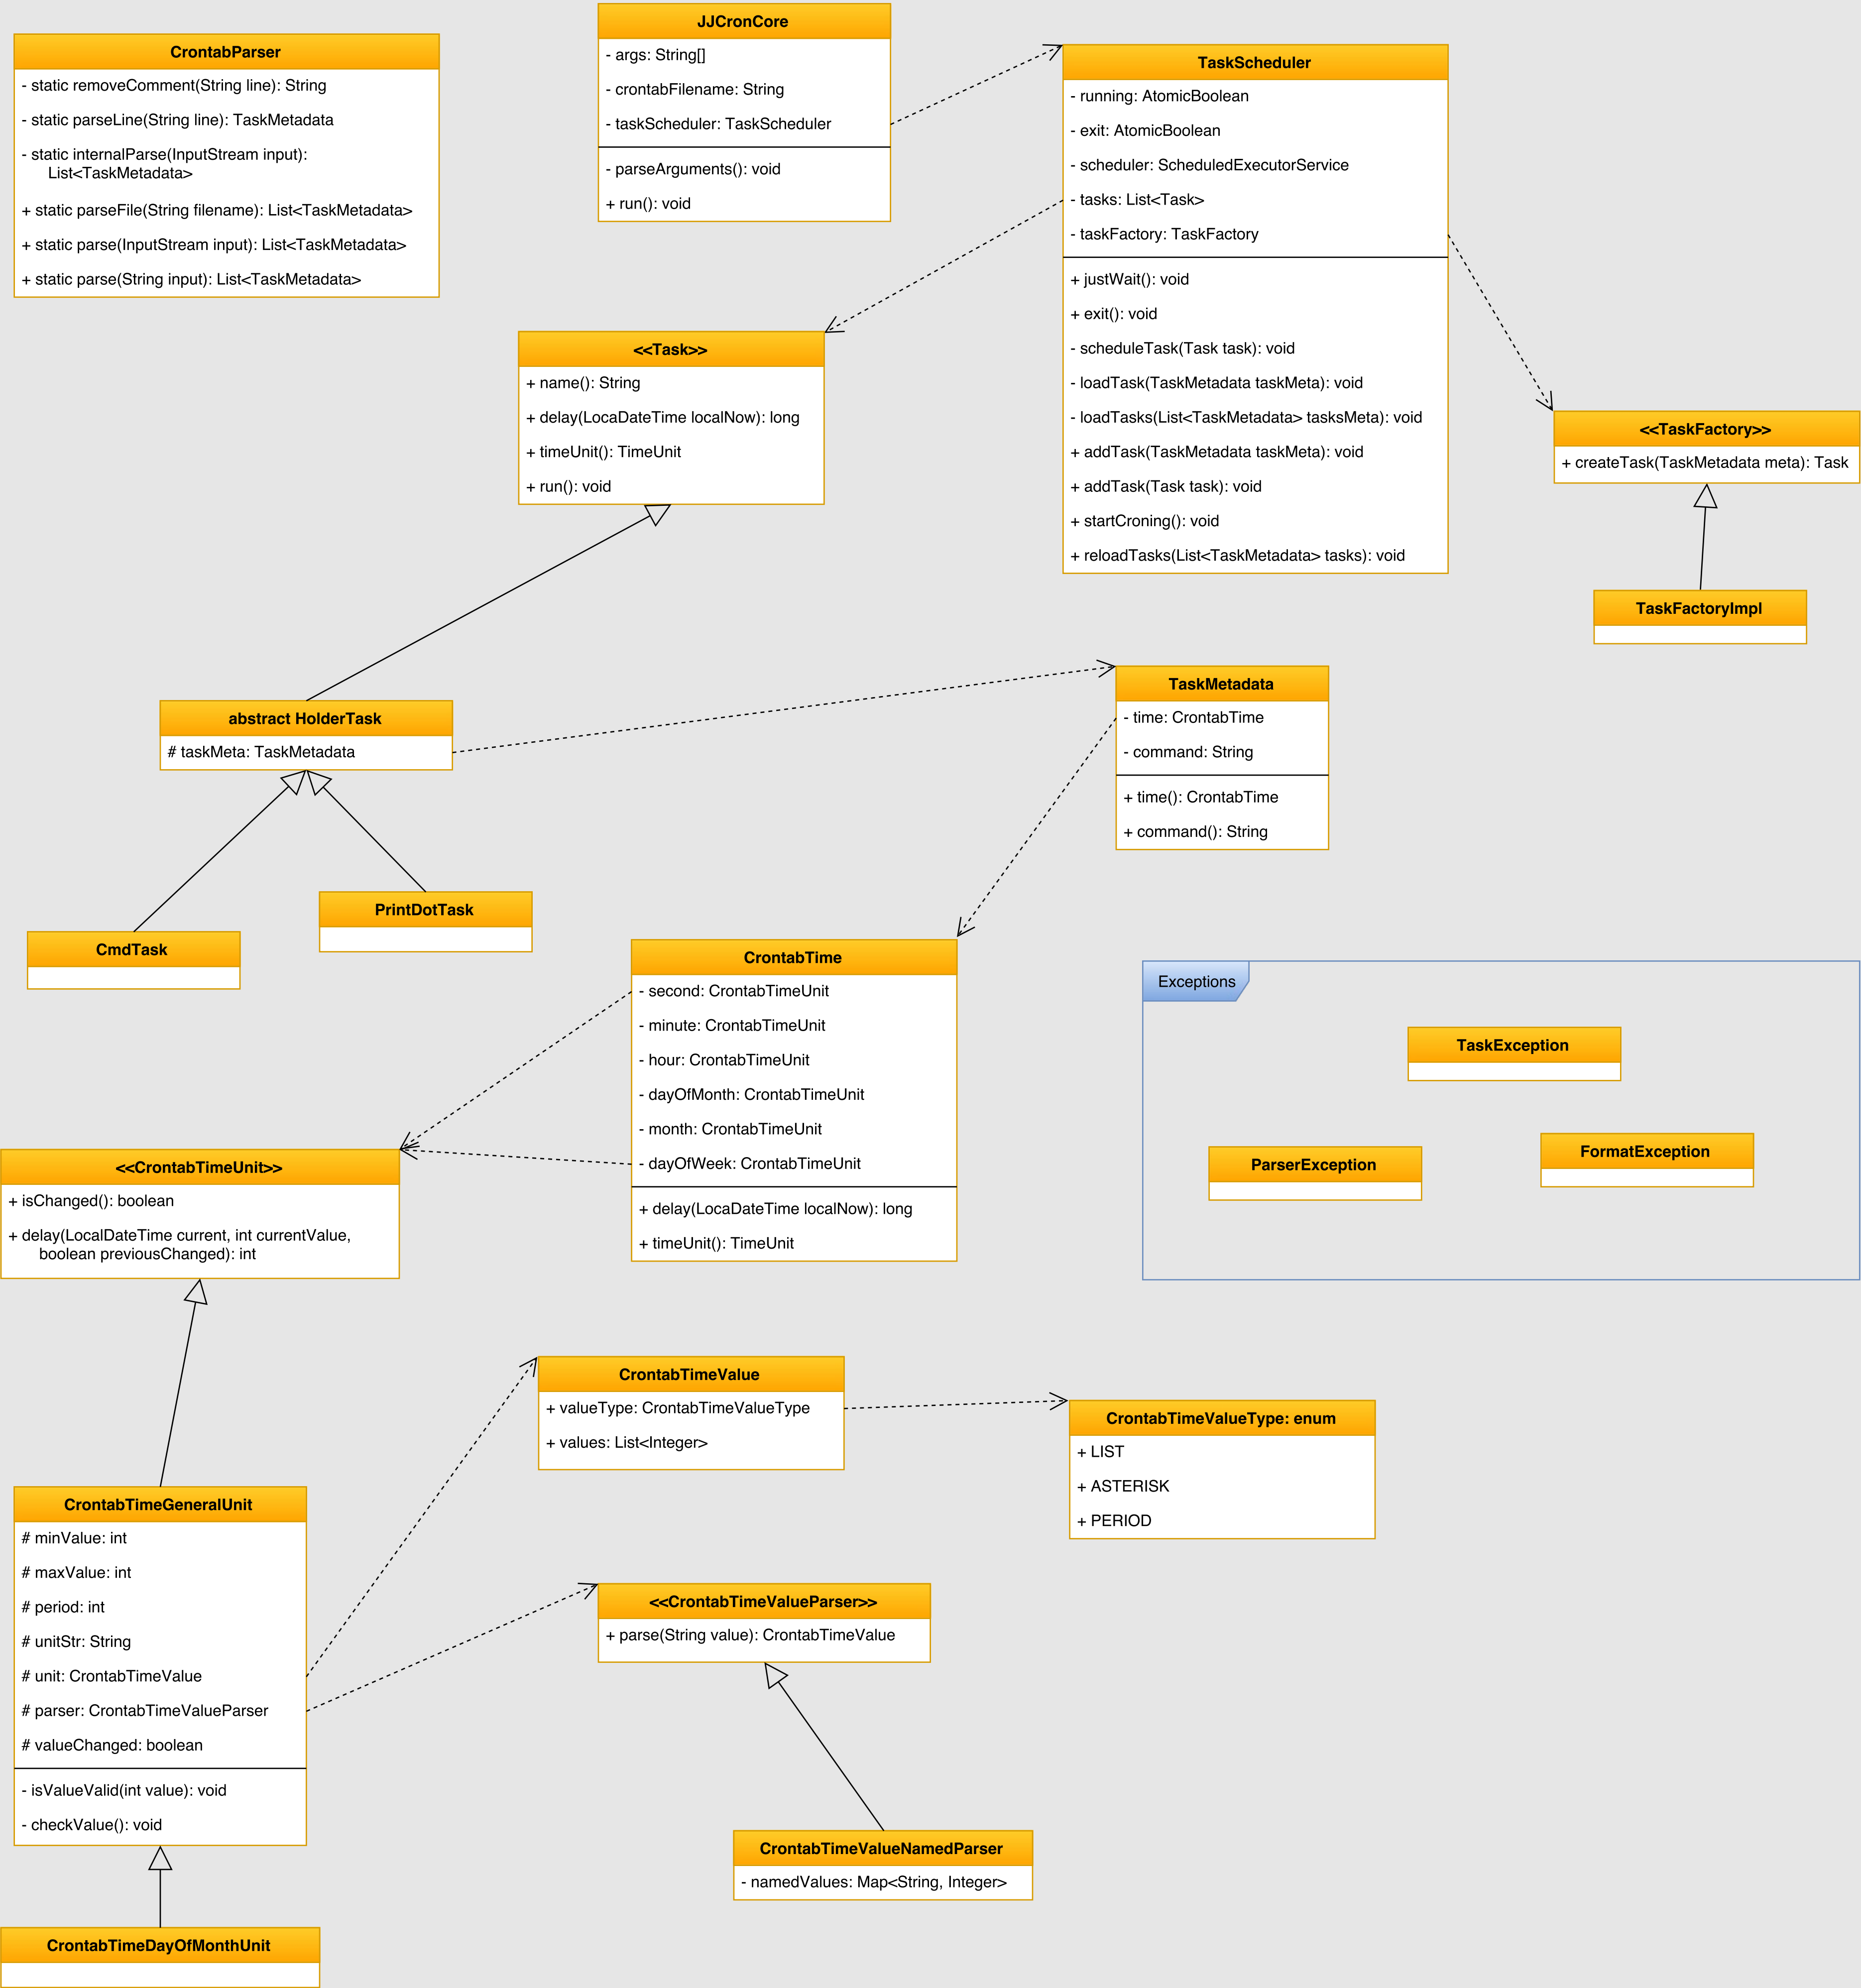 CrontabParser
- static removeComment(String line): String
- static parseLine(String line): TaskMetadata
- static internalParse(InputStream input):
List<TaskMetadata>
+ static parseFile(String filename): List<TaskMetadata>
+ static parse(InputStream input): List<TaskMetadata>
+ static parse(String input): List<TaskMetadata>
JJCronCore
- args: String[]
- crontabFilename: String
- taskScheduler: TaskScheduler
- parseArguments(): void
+ run(): void
TaskScheduler
- running: AtomicBoolean
- exit: AtomicBoolean
- scheduler: ScheduledExecutorService
- tasks: List<Task>
- taskFactory: TaskFactory
+ justWait(): void
+ exit(): void
- scheduleTask(Task task): void
- loadTask(TaskMetadata taskMeta): void
- loadTasks(List<TaskMetadata> tasksMeta): void
+ addTask(TaskMetadata taskMeta): void
+ addTask(Task task): void
+ startCroning(): void
+ reloadTasks(List<TaskMetadata> tasks): void
<<Task>>
+ name(): String
+ delay(LocaDateTime localNow): long
+ timeUnit(): TimeUnit
+ run(): void
<<TaskFactory>>
+ createTask(TaskMetadata meta): Task
TaskFactoryImpl
abstract HolderTask
# taskMeta: TaskMetadata
TaskMetadata
- time: CrontabTime
- command: String
+ time(): CrontabTime
+ command(): String
PrintDotTask
CmdTask
CrontabTime
- second: CrontabTimeUnit
- minute: CrontabTimeUnit
- hour: CrontabTimeUnit
- dayOfMonth: CrontabTimeUnit
- month: CrontabTimeUnit
- dayOfWeek: CrontabTimeUnit
+ delay(LocaDateTime localNow): long
+ timeUnit(): TimeUnit
Exceptions
TaskException
ParserException
FormatException
<<CrontabTimeUnit>>
+ isChanged(): boolean
+ delay(LocalDateTime current, int currentValue,
boolean previousChanged): int
CrontabTimeValue
+ valueType: CrontabTimeValueType
+ values: List<Integer>
CrontabTimeValueType: enum
+ LIST
+ ASTERISK
+ PERIOD
CrontabTimeGeneralUnit
# minValue: int
# maxValue: int
# period: int
# unitStr: String
# unit: CrontabTimeValue
# parser: CrontabTimeValueParser
# valueChanged: boolean
- isValueValid(int value): void
- checkValue(): void
<<CrontabTimeValueParser>>
+ parse(String value): CrontabTimeValue
CrontabTimeValueNamedParser
- namedValues: Map<String, Integer>
CrontabTimeDayOfMonthUnit